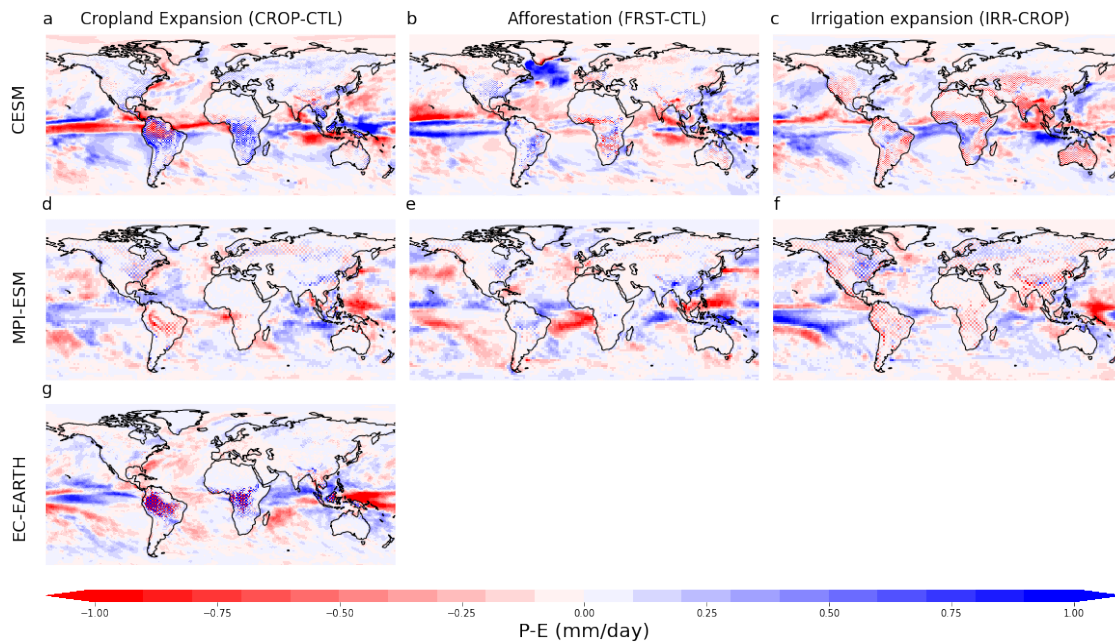 a Cropland Expansion (CROP-CTL)
b Afforestation (FRST-CTL)
c Irrigation expansion (IRR-CROP)
CESM
d
e
f
MPI-ESM
g
EC-EARTH
−1.00 −0.75 −0.50 −0.25 0.00 0.25 0.50 0.75 1.00
P-E (mm/day)